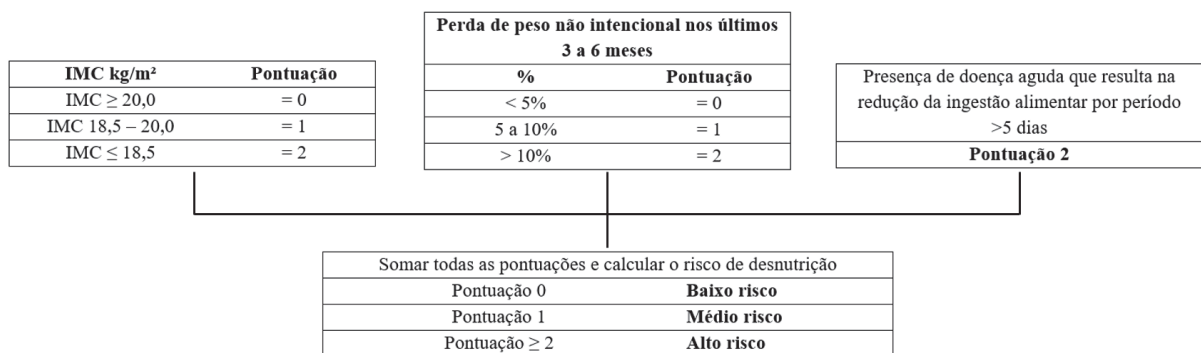 IMC kg/m² Pontuação
IMC ≥ 20,0 = 0
IMC 18,5 – 20,0 = 1
IMC ≤ 18,5 = 2
Perda de peso não intencional nos últimos
3 a 6 meses
% Pontuação
< 5% = 0
5 a 10% = 1
> 10% = 2
Presença de doença aguda que resulta na
redução da ingestão alimentar por período
>5 dias
Pontuação 2
Somar todas as pontuações e calcular o risco de desnutrição
Pontuação 0 Baixo risco
Pontuação 1 Médio risco
Pontuação ≥ 2 Alto risco